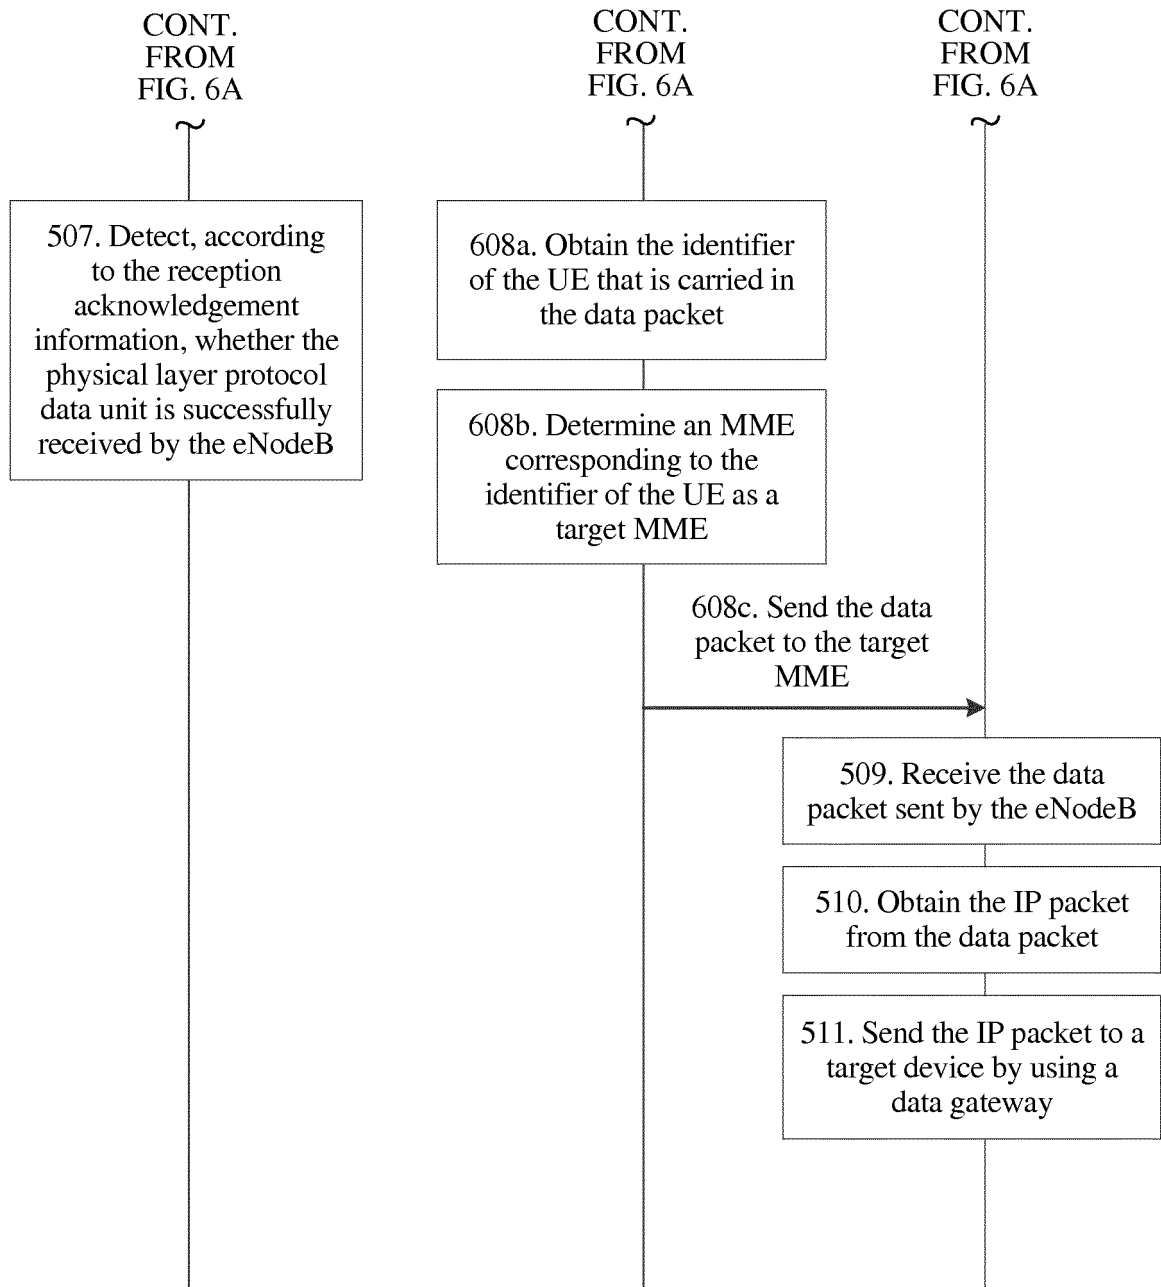 CONT.
FROM
FIG. 6A
CONT.
FROM
FIG. 6A
CONT.
FROM
FIG. 6A
507. Detect, according
to the reception
acknowledgement
information, whether the
physical layer protocol
data unit is successfully
received by the eNodeB
608a. Obtain the identifier
of the UE that is carried in
the data packet
608b. Determine an MME
corresponding to the
identifier of the UE as a
target MME
608c. Send the data
packet to the target
MME
509. Receive the data
packet sent by the eNodeB
510. Obtain the IP packet
from the data packet
511. Send the IP packet to a
target device by using a
data gateway